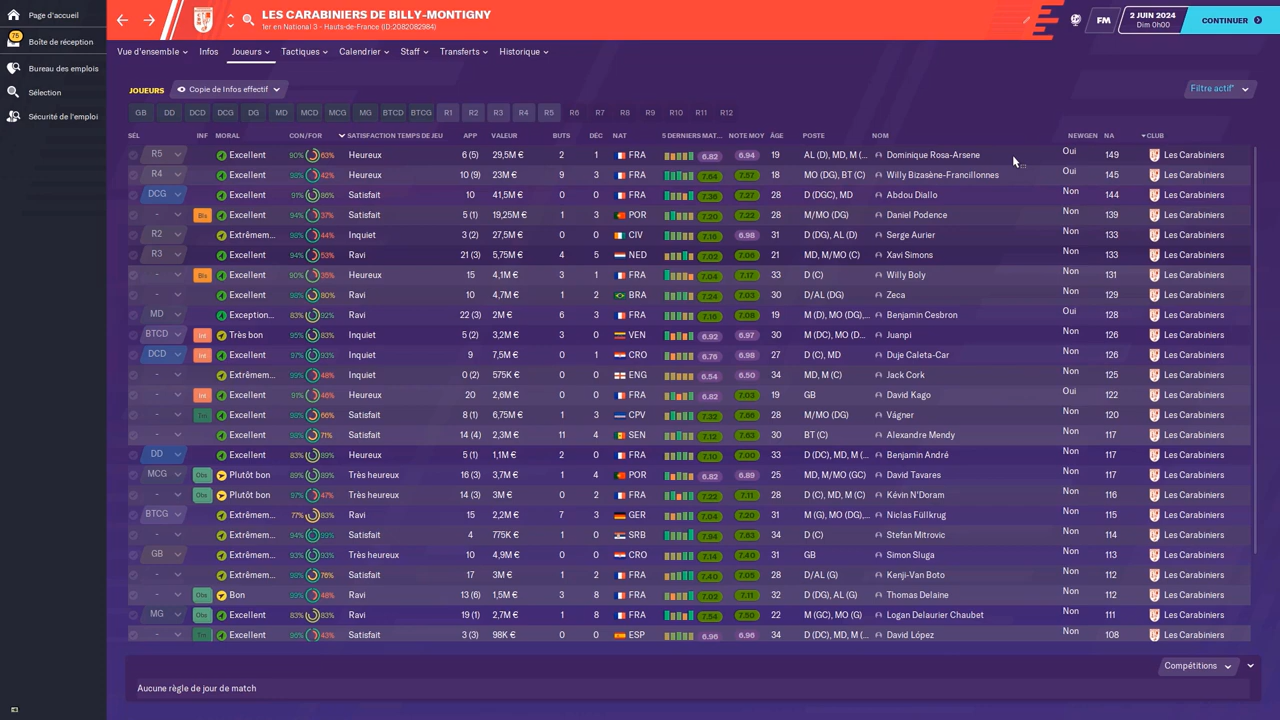 Page d'accueil
75
Boîte de réception
Bureau des emplois
Sélection
Sécurité de l'emploi
LES CARABINIERS DE BILLY-MONTIGNY
1er en National 3 - Hauts-de-France (ID:2082082984)
FM
2 JUIN 2024
Dim 0h00
CONTINUER
Vue d'ensemble Infos Joueurs Tactiques Calendrier Staff Transferts Historique
JOUEURS Copie de Infos effectif Filtre actif*
GB DD DCD DCG DG MD MCD MCG MG BTCD BTCG R1 R2 R3 R4 R5 R6 R7 R8 R9 R10 R11 R12
SÉL INF MORAL CON/FOR SATISFACTION TEMPS DE JEU APP VALEUR BUTS DÉC NAT 5 DERNIERS MAT... NOTE MOY ÂGE POSTE NOM NEWGEN NA CLUB
R5 Excellent 90% 63% Heureux 6 (5) 29,5M € 2 1 FRA 6.82 6.94 19 AL (D), MD, M (... Dominique Rosa-Arsene Oui 149 Les Carabiniers
R4 Excellent 98% 42% Heureux 10 (9) 23M € 9 3 FRA 7.64 7.57 18 MO (DG), BT (C) Willy Bizasène-Francillonnes Oui 145 Les Carabiniers
DCG Excellent 91% 86% Satisfait 10 41,5M € 0 0 FRA 7.36 7.27 28 D (DGC), MD Abdou Diallo Non 144 Les Carabiniers
- Bls Excellent 94% 37% Satisfait 5 (1) 19,25M € 1 3 POR 7.20 7.22 28 M/MO (DG) Daniel Podence Non 139 Les Carabiniers
R2 Extrêmem... 93% 44% Inquiet 3 (2) 27,5M € 0 0 CIV 7.16 6.98 31 D (DG), AL (D) Serge Aurier Non 133 Les Carabiniers
R3 Excellent 94% 53% Ravi 21 (3) 5,75M € 4 5 NED 7.02 7.06 21 MD, M/MO (C) Xavi Simons Non 133 Les Carabiniers
- Bls Excellent 90% 35% Heureux 15 4,1M € 3 1 FRA 7.04 7.17 33 D (C) Willy Boly Non 131 Les Carabiniers
- Excellent 98% 80% Ravi 10 4,7M € 1 2 BRA 7.24 7.03 30 D/AL (DG) Zeca Non 129 Les Carabiniers
MD Exception... 83% 92% Ravi 22 (3) 2M € 6 3 FRA 7.16 7.08 19 M (D), MO (DG),... Benjamin Cesbron Oui 128 Les Carabiniers
BTCD Int Très bon 95% 83% Inquiet 5 (2) 3,2M € 3 0 VEN 6.92 6.97 30 M (DC), MO (D... Juanpi Non 126 Les Carabiniers
DCD Int Excellent 97% 93% Inquiet 9 7,5M € 0 1 CRO 6.76 6.98 27 D (C), MD Duje Caleta-Car Non 126 Les Carabiniers
- Extrêmem... 99% 48% Inquiet 0 (2) 575K € 0 0 ENG 6.54 6.50 34 MD, M (C) Jack Cork Non 125 Les Carabiniers
- Int Excellent 91% 46% Heureux 20 2,6M € 0 0 FRA 6.82 7.03 19 GB David Kago Oui 122 Les Carabiniers
- Tm Excellent 98% 66% Satisfait 8 (1) 6,75M € 1 3 CPV 7.32 7.66 28 M/MO (DG) Vágner Non 120 Les Carabiniers
- Excellent 98% 71% Satisfait 14 (4) 2,3M € 11 4 SEN 7.12 7.63 30 BT (C) Alexandre Mendy Non 117 Les Carabiniers
DD Excellent 83% 89% Heureux 5 (1) 1,1M € 2 0 FRA 7.10 7.00 33 D (DC), MD, M (... Benjamin André Non 117 Les Carabiniers
MCG Obs Plutôt bon 89% 89% Très heureux 16 (3) 3,7M € 1 4 POR 6.82 6.89 25 MD, M/MO (GC) David Tavares Non 117 Les Carabiniers
- Obs Plutôt bon 97% 47% Très heureux 14 (3) 3M € 0 2 FRA 7.22 7.11 28 D (C), MD, M (C) Kévin N'Doram Non 116 Les Carabiniers
BTCG Extrêmem... 77% 83% Ravi 15 2,2M € 7 3 GER 7.04 7.20 31 M (G), MO (DG),... Niclas Füllkrug Non 115 Les Carabiniers
- Extrêmem... 94% 99% Satisfait 4 775K € 0 0 SRB 7.94 7.63 34 D (C) Stefan Mitrovic Non 114 Les Carabiniers
GB Extrêmem... 93% 93% Très heureux 10 4,9M € 0 0 CRO 7.14 7.40 31 GB Simon Sluga Non 113 Les Carabiniers
- Extrêmem... 98% 76% Satisfait 17 3M € 1 2 FRA 7.40 7.05 28 D/AL (G) Kenji-Van Boto Non 112 Les Carabiniers
- Obs Bon 99% 48% Satisfait 13 (6) 1,5M € 3 8 FRA 7.02 7.11 32 D (DG), AL (G) Thomas Delaine Non 112 Les Carabiniers
MG Obs Excellent 83% 83% Ravi 19 (1) 2,7M € 1 8 FRA 7.54 7.50 22 M (GC), MO (G) Logan Delaurier Chaubet Non 111 Les Carabiniers
- Tm Excellent 96% 43% Satisfait 3 (3) 98K € 0 0 ESP 6.96 6.96 34 D (DC), MD, M (... David López Non 108 Les Carabiniers
Compétitions
Aucune règle de jour de match